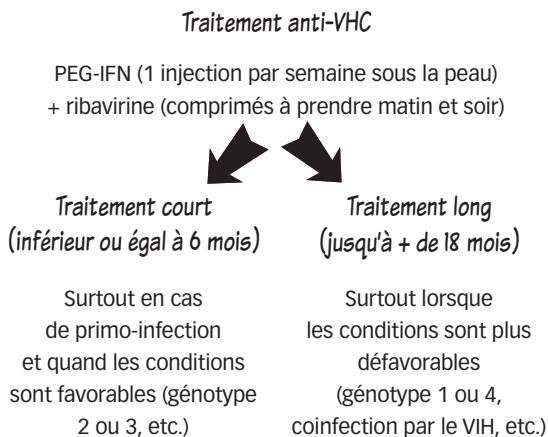 Traitement anti-VHC
PEG-IFN (1 injection par semaine sous la peau)
+ ribavirine (comprimés à prendre matin et soir)
Traitement court
(inférieur ou égal à 6 mois)
Surtout en cas
de primo-infection
et quand les conditions
sont favorables (génotype
2 ou 3, etc.)
Traitement long
(jusqu'à + de 18 mois)
Surtout lorsque
les conditions sont plus
défavorables
(génotype 1 ou 4,
coinfection par le VIH, etc.)